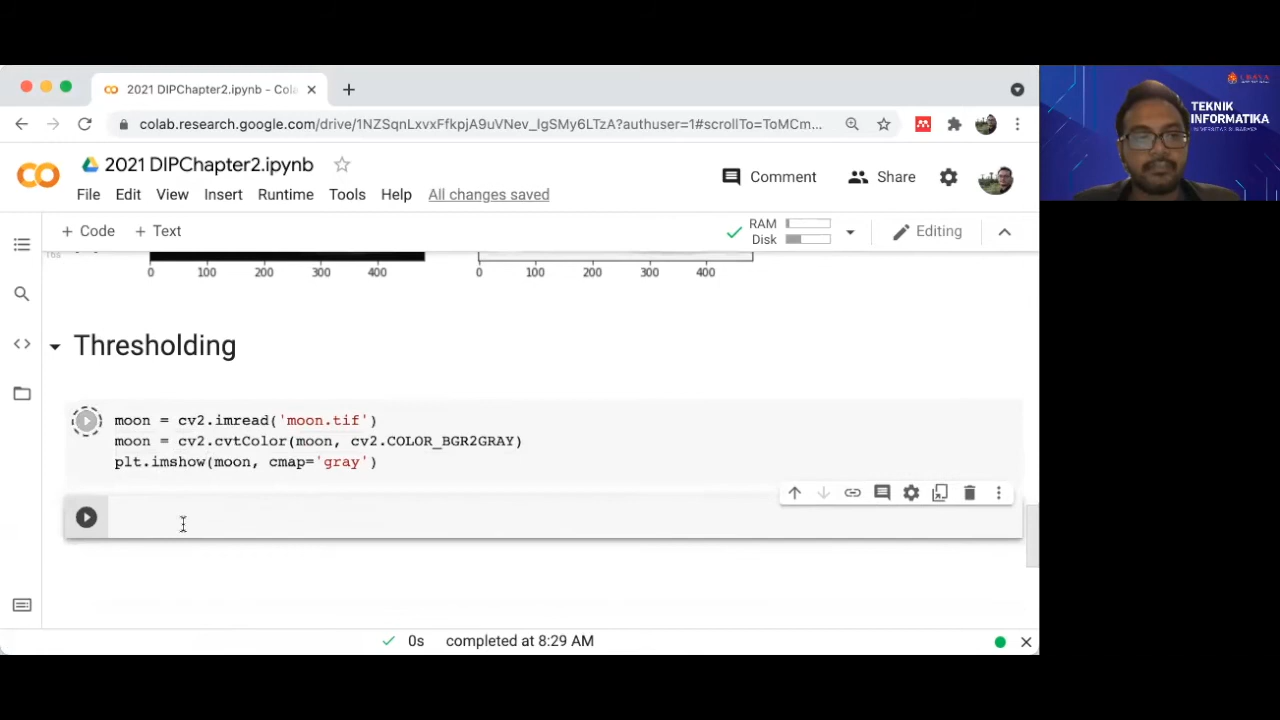 2021 DIPChapter2.ipynb - Cola
colab.research.google.com/drive/1NZSqnLxvxFfkpjA9uVNev_lgSMy6LTzA?authuser=1#scrollTo=ToMCm...
2021 DIPChapter2.ipynb
File Edit View Insert Runtime Tools Help All changes saved
Comment Share
+ Code + Text
RAM
Disk
Editing
16s
0 100 200 300 400 0 100 200 300 400
Thresholding
moon = cv2.imread('moon.tif')
moon = cv2.cvtColor(moon, cv2.COLOR_BGR2GRAY)
plt.imshow(moon, cmap='gray')
0s completed at 8:29 AM
TEKNIK
INFORMATIKA